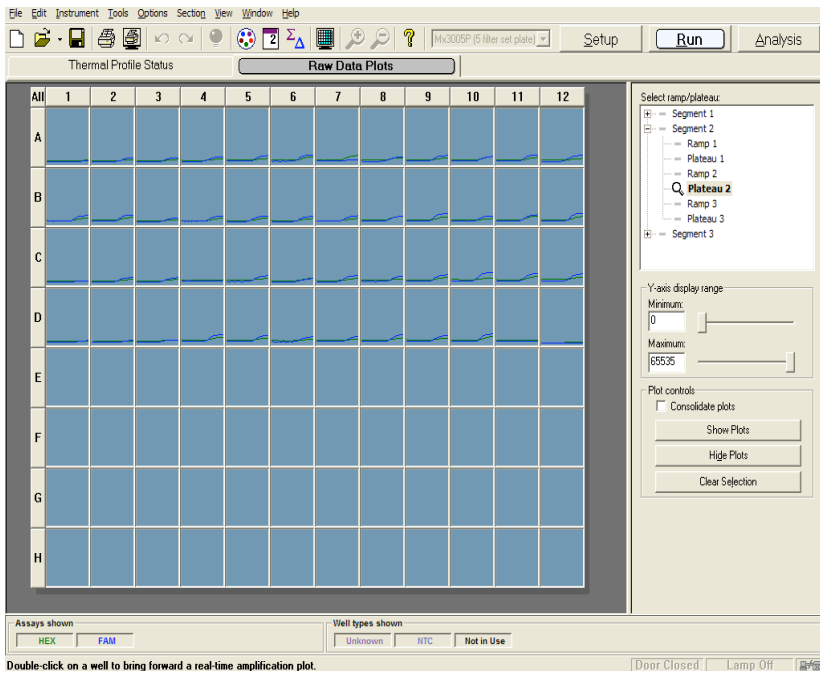 File Edit Instrument Tools Options Section View Window Help
2 Mx3005P (5 filter set plate) Setup Run Analysis
Thermal Profile Status Raw Data Plots
All 1 2 3 4 5 6 7 8 9 10 11 12
A
B
C
D
E
F
G
H
Select ramp/plateau:
Segment 1
Segment 2
Ramp 1
Plateau 1
Ramp 2
Plateau 2
Ramp 3
Plateau 3
Segment 3
Y-axis display range
Minimum:
0
Maximum:
65535
Plot controls
Consolidate plots
Show Plots
Hide Plots
Clear Selection
Assays shown
HEX FAM
Well types shown
Unknown NTC Not in Use
Double-click on a well to bring forward a real-time amplification plot.
Door Closed Lamp Off